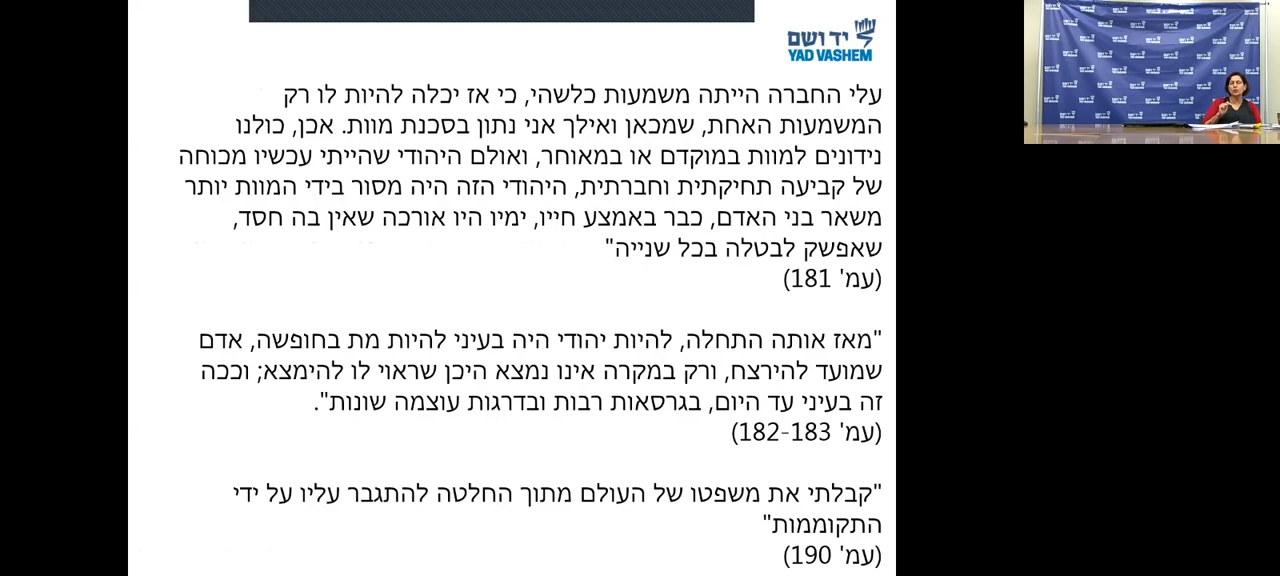 יד ושם
YAD VASHEM
עלי החברה הייתה משמעות כלשהי, כי אז יכלה להיות לו רק
המשמעות האחת, שמכאן ואילך אני נתון בסכנת מוות. אכן, כולנו
נידונים למוות במוקדם או במאוחר, ואולם היהודי שהייתי עכשיו מכוחה
של קביעה תחיקתית וחברתית, היהודי הזה היה מסור בידי המוות יותר
משאר בני האדם, כבר באמצע חייו, ימיו היו אורכה שאין בה חסד,
שאפשק לבטלה בכל שנייה"
(עמ' 181)
"מאז אותה התחלה, להיות יהודי היה בעיני להיות מת בחופשה, אדם
שמועד להירצח, ורק במקרה אינו נמצא היכן שראוי לו להימצא; וככה
זה בעיני עד היום, בגרסאות רבות ובדרגות עוצמה שונות".
(עמ' 182-183)
"קבלתי את משפטו של העולם מתוך החלטה להתגבר עליו על ידי
התקוממות"
(עמ' 190)